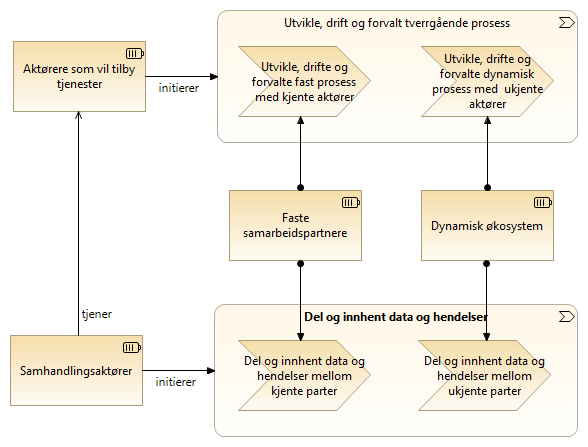 Utvikle, drift og forvalt tverrgående prosess
Aktørere som vil tilby
tjenester
initierer
Utvikle, drifte og
forvalte fast prosess
med kjente aktører
Utvikle, drifte og
forvalte dynamisk
prosess med  ukjente
aktører
Faste
samarbeidspartnere
Dynamisk økosystem
tjener
Del og innhent data og hendelser
Samhandlingsaktører
initierer
Del og innhent data og
hendelser mellom
kjente parter
Del og innhent data og
hendelser mellom
ukjente parter